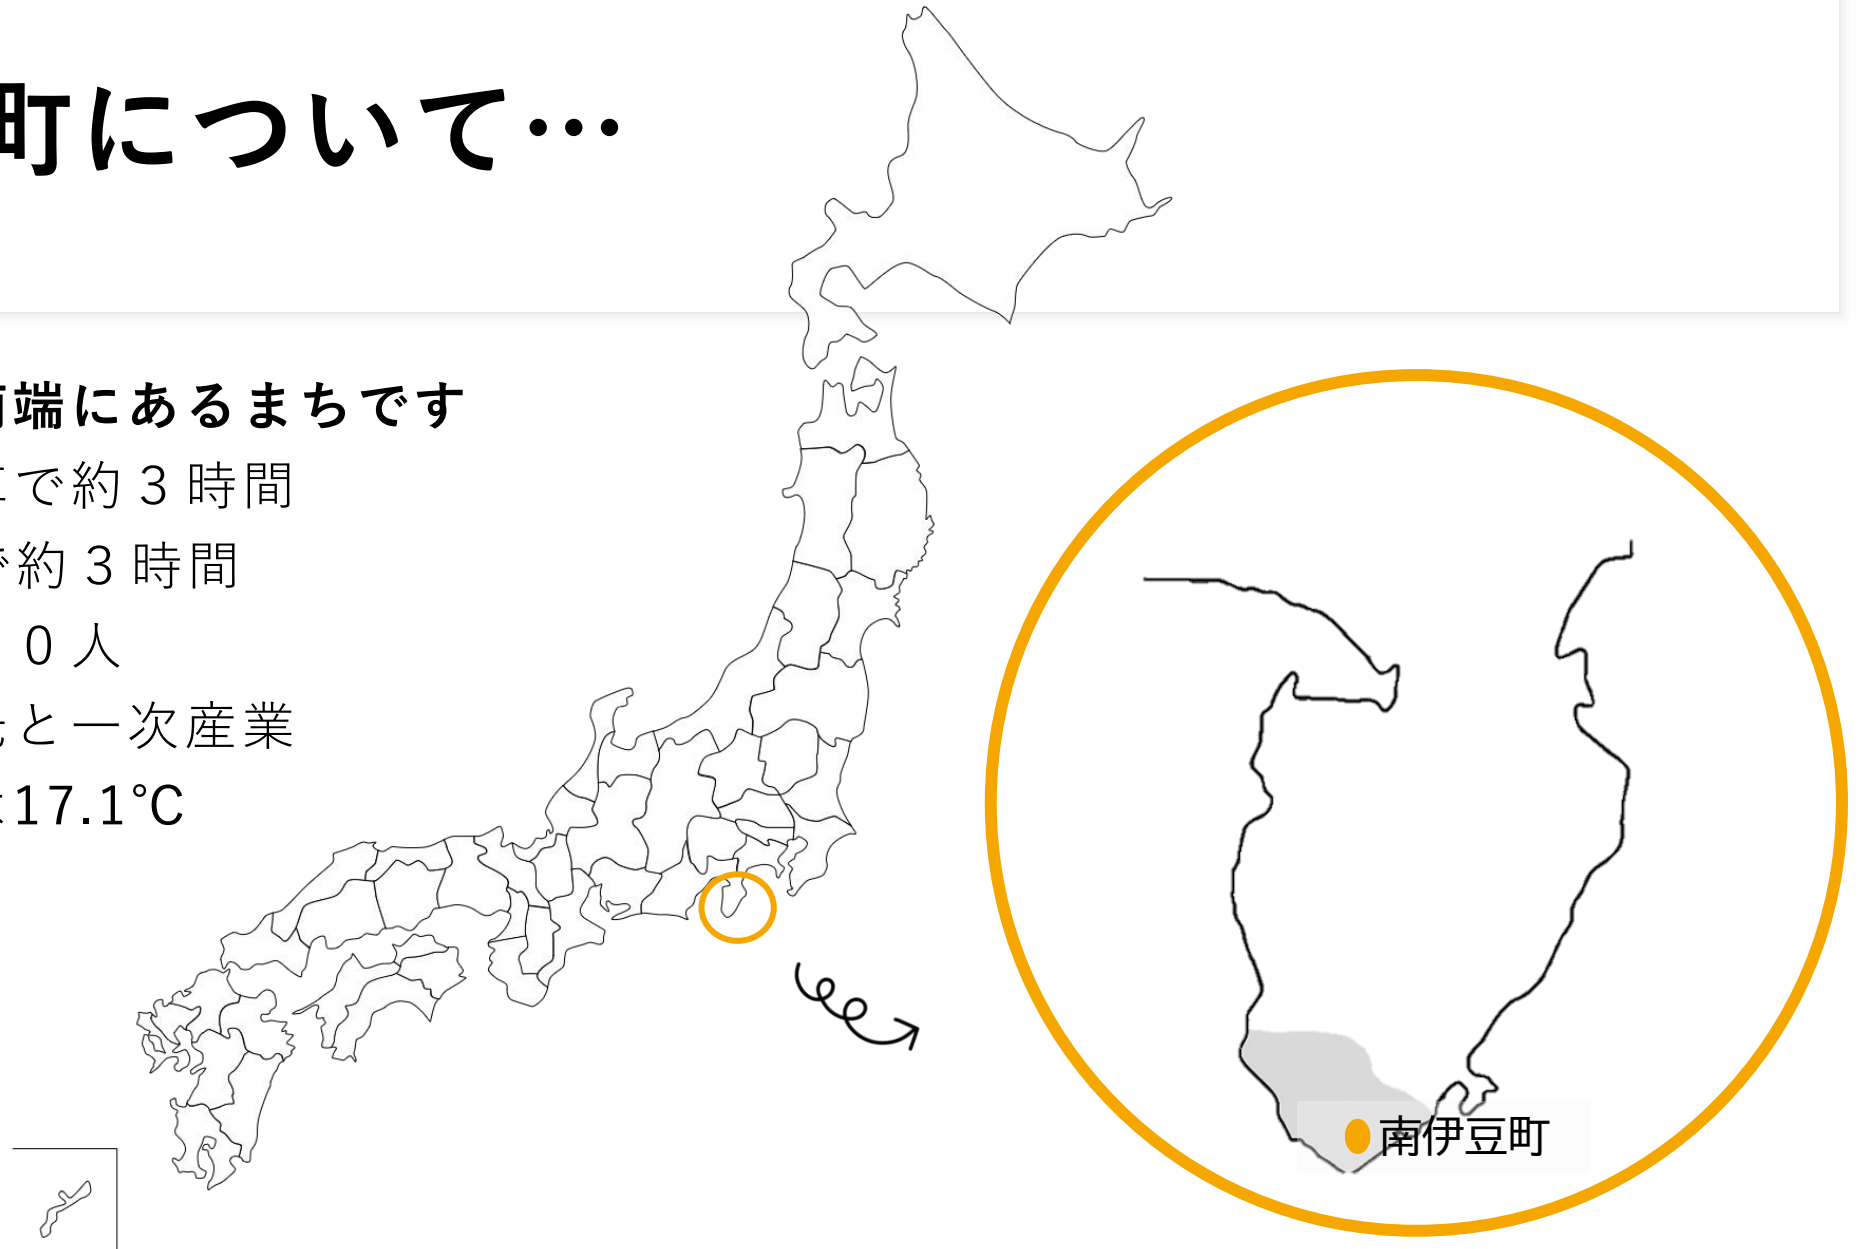 町について…
端にあるまちです
で約３時間
約３時間
０人
と一次産業
17.1℃
南伊豆町